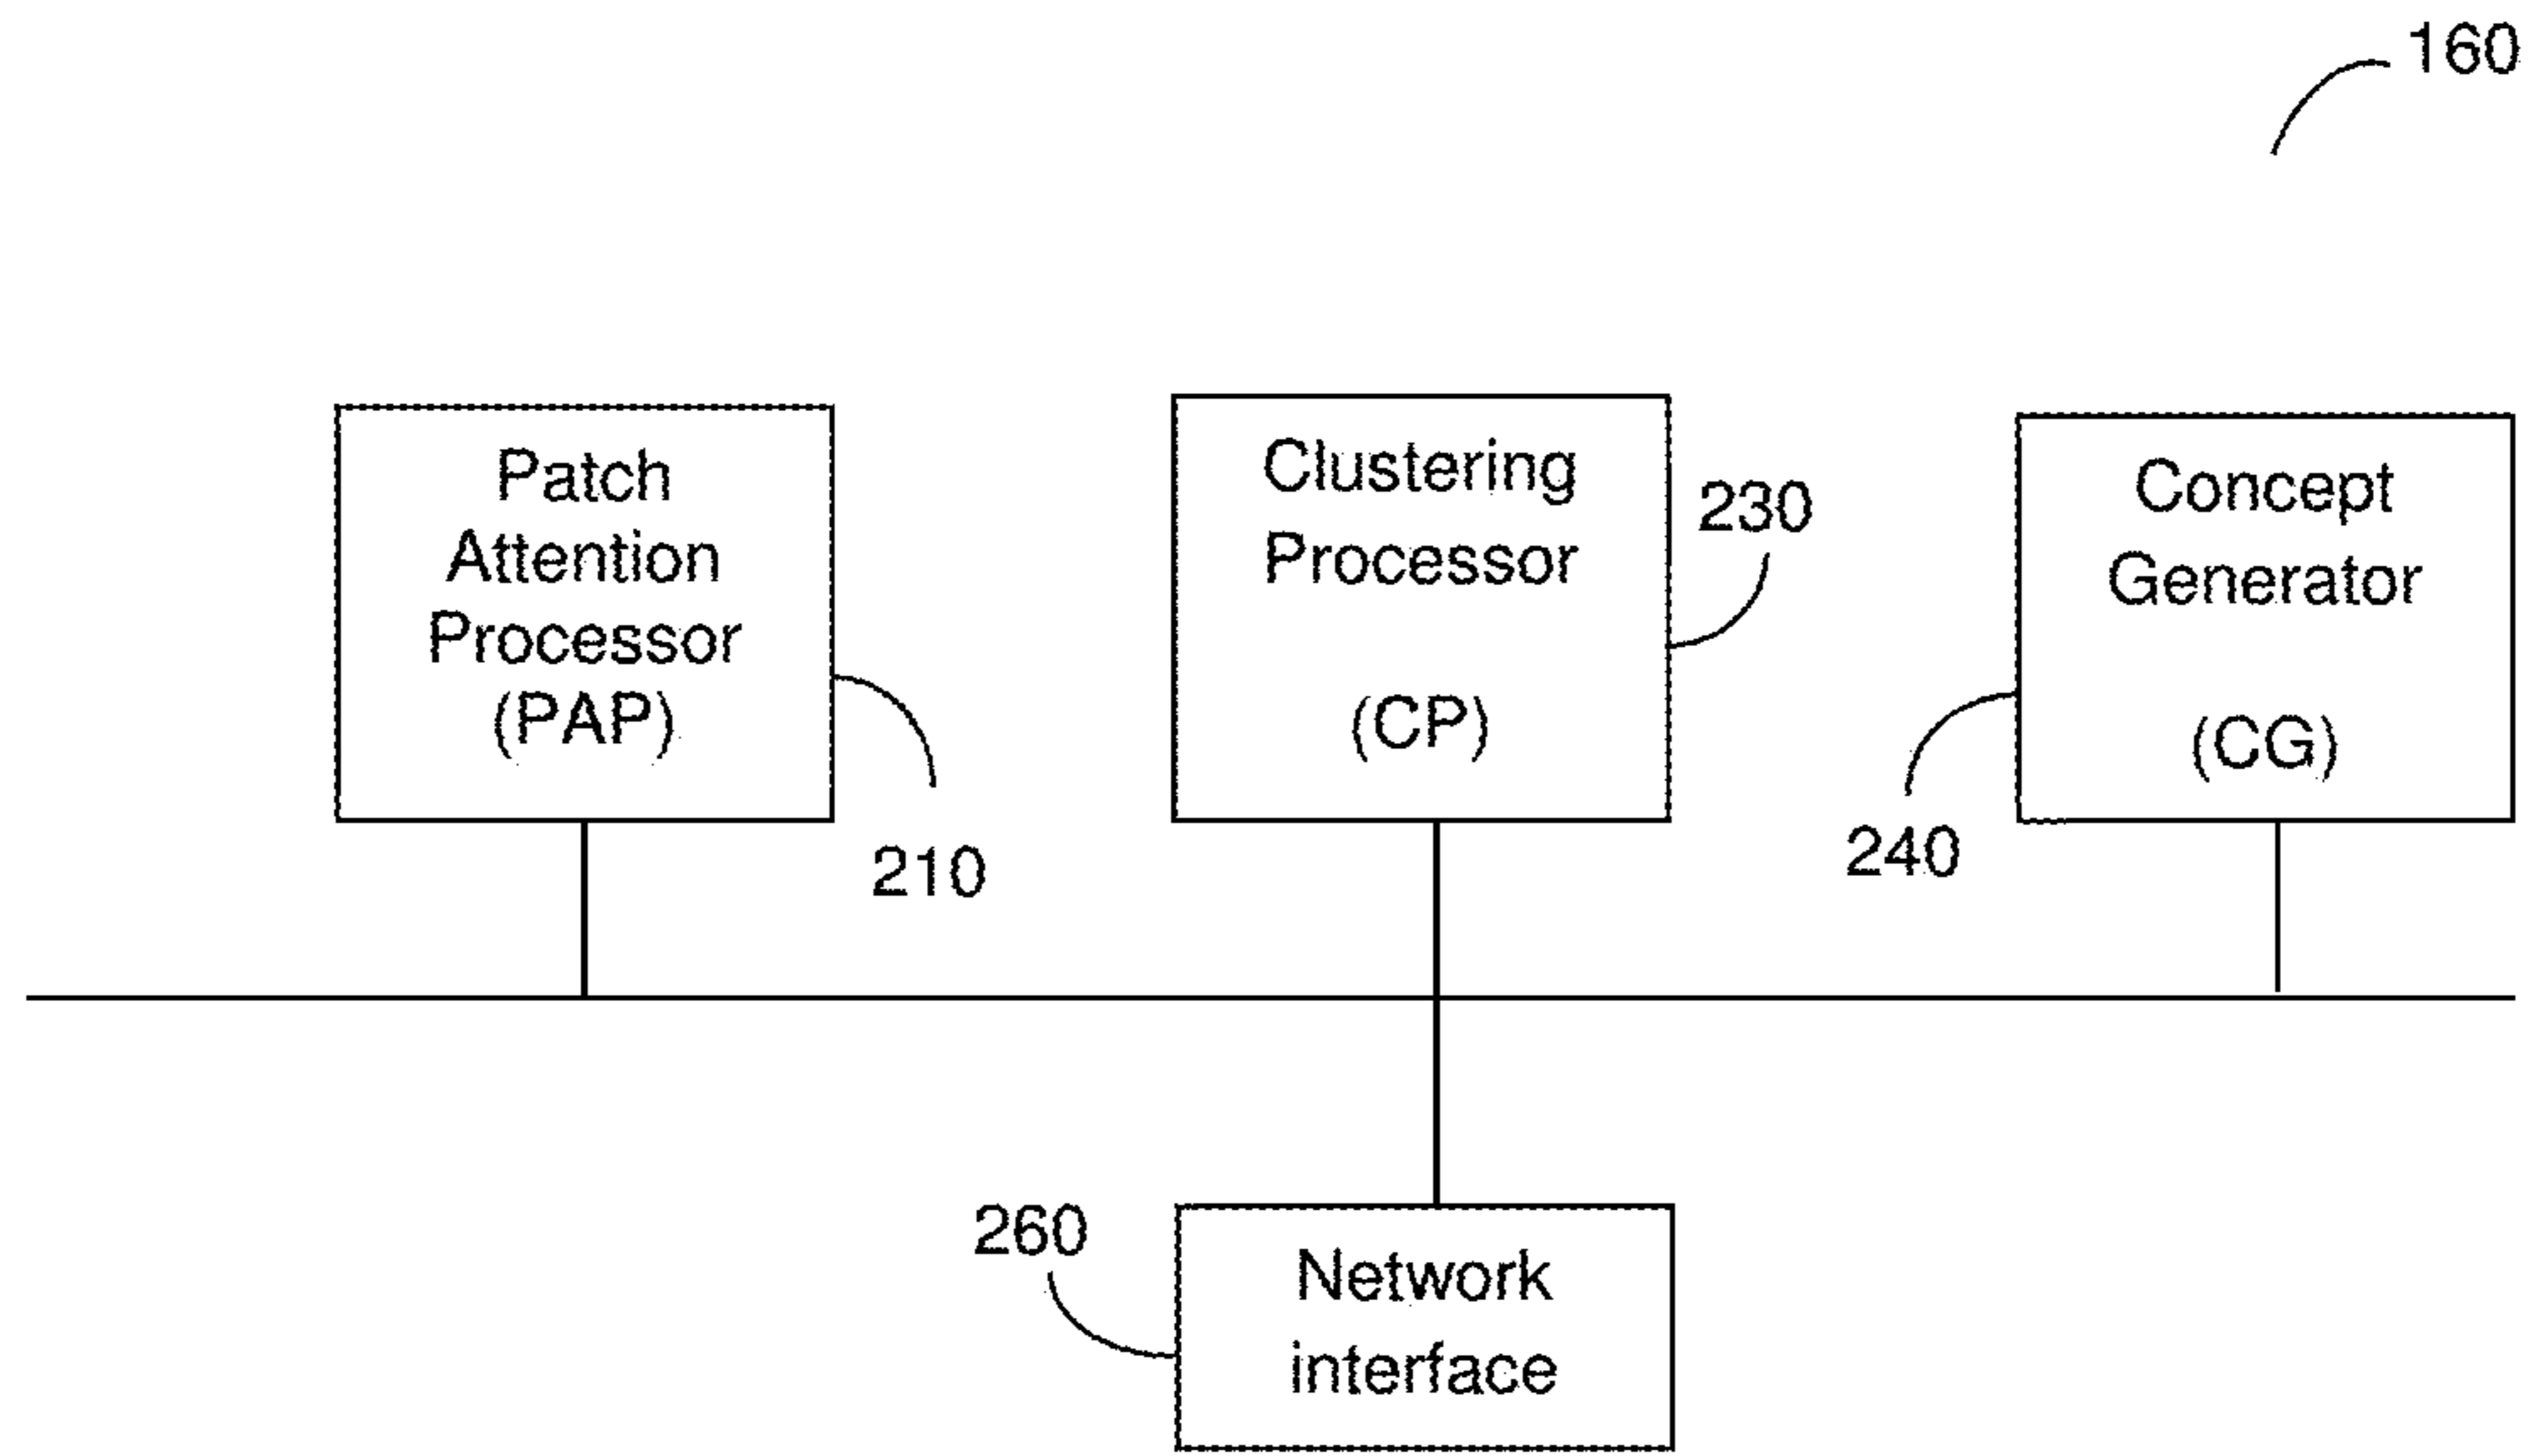 160
Patch
Attention
Processor
(PAP)
210
Clustering
Processor
(CP)
230
Concept
Generator
(CG)
240
260
Network
interface